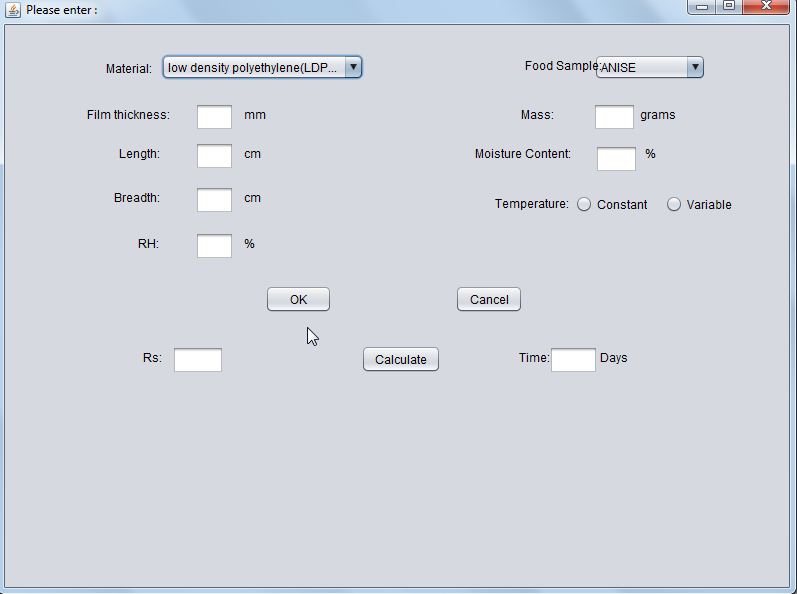 Please enter :
Material: low density polyethylene(LDP... Food Sample: ANISE
Film thickness: mm Mass: grams
Length: cm Moisture Content: %
Breadth: cm Temperature: Constant Variable
RH: %
OK Cancel
Rs: Calculate Time: Days